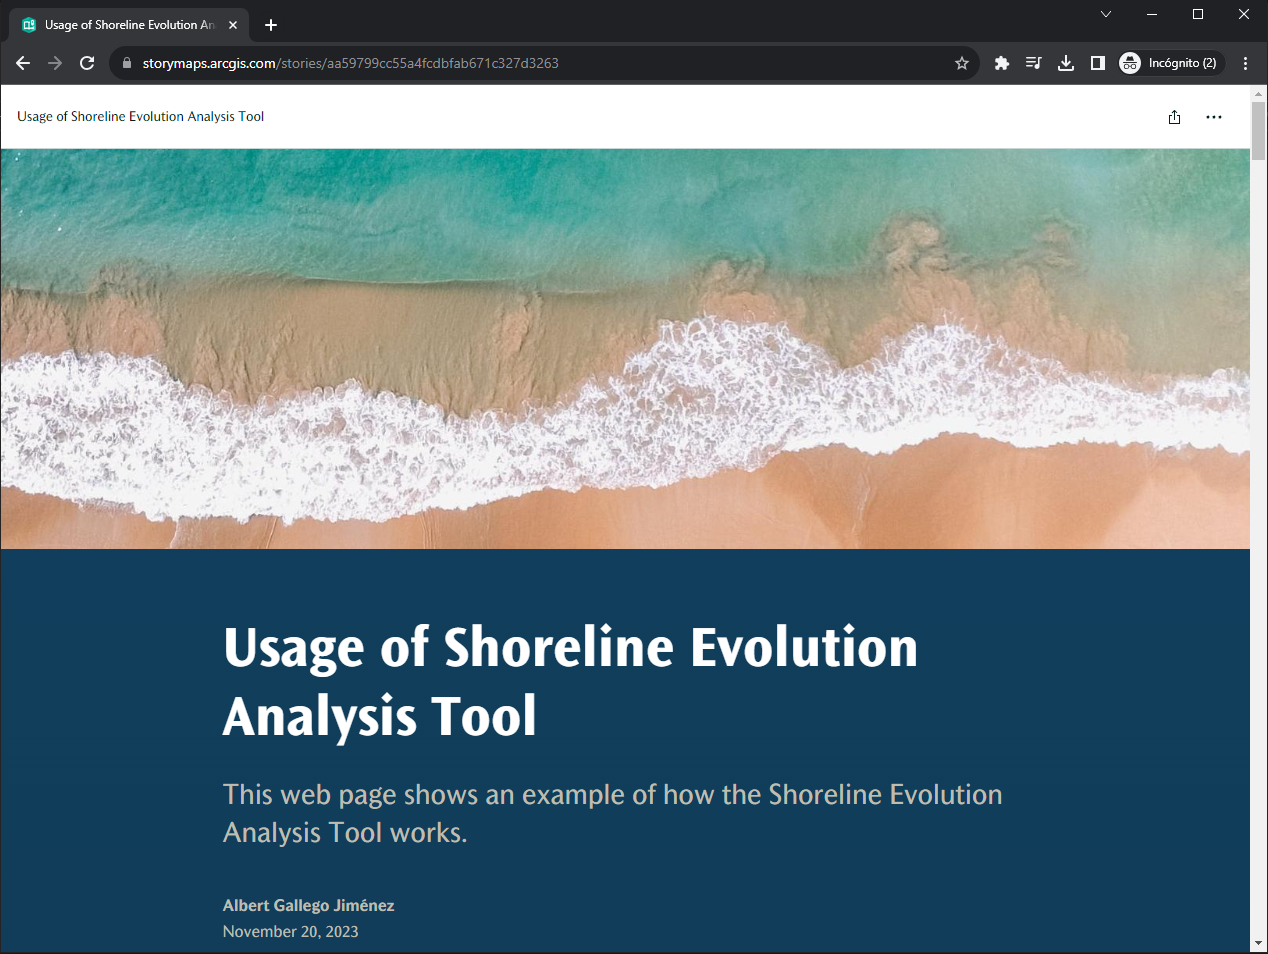 Usage of Shoreline Evolution An
storymaps.arcgis.com/stories/aa59799cc55a4fcdbfab671c327d3263
Incógnito (2)
Usage of Shoreline Evolution Analysis Tool
Usage of Shoreline Evolution
Analysis Tool
This web page shows an example of how the Shoreline Evolution
Analysis Tool works.
Albert Gallego Jiménez
November 20, 2023